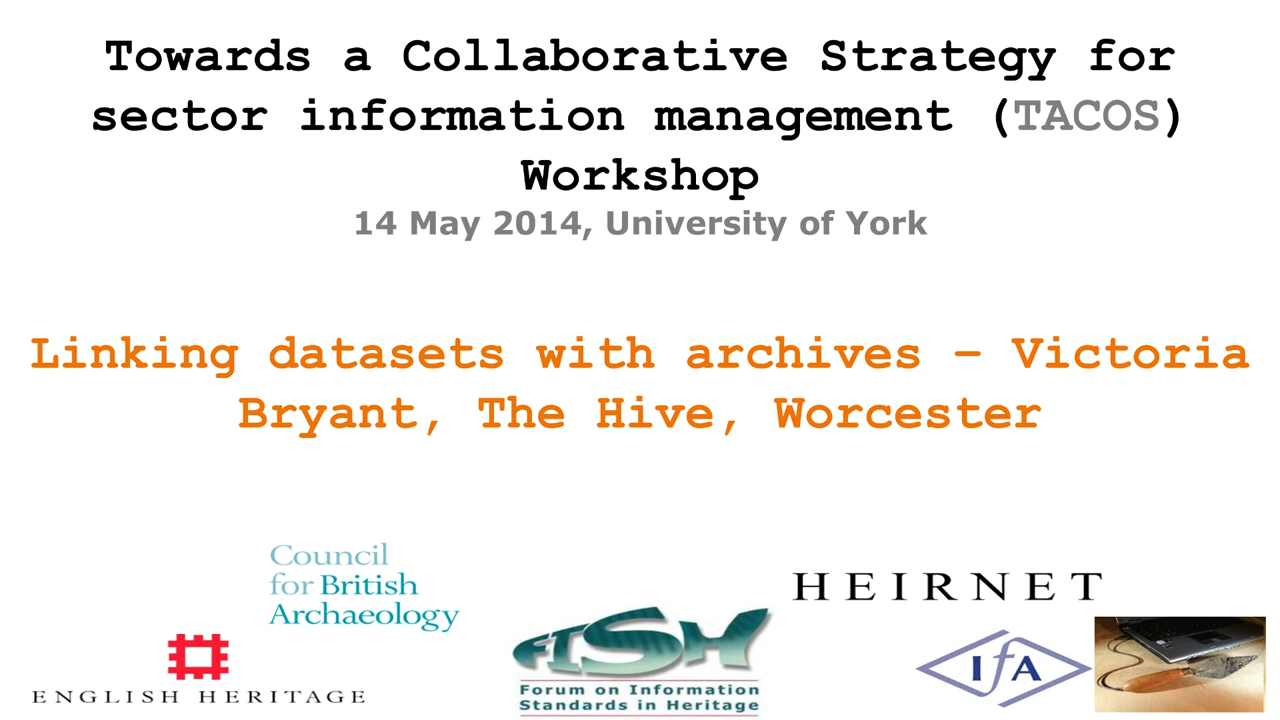 Towards a Collaborative Strategy for
sector information management (TACOS)
Workshop
14 May 2014, University of York
Linking datasets with archives – Victoria
Bryant, The Hive, Worcester
Council
for British
Archaeology
HEIRNET
ENGLISH HERITAGE
FISH
Forum on Information
Standards in Heritage
IfA